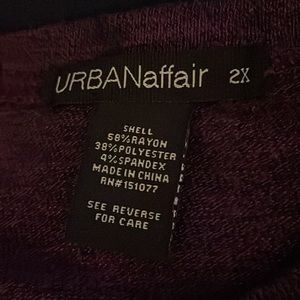 URBANaffair 2X
SHELL
58%RAYON
38%POLYESTER
4%SPANDEX
MADE IN CHINA
RN#151077
SEE REVERSE
FOR CARE